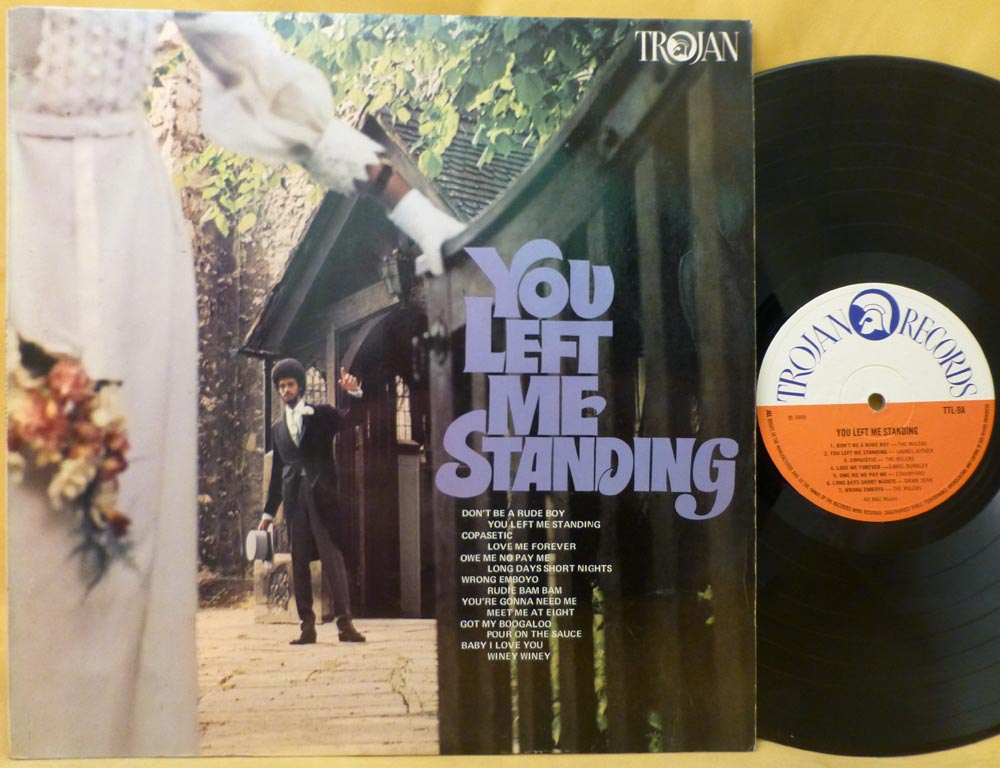 TROJAN
YOU
LEFT
ME
STANDING
DON'T BE A RUDE BOY
YOU LEFT ME STANDING
COPASETIC
LOVE ME FOREVER
OWE ME NO PAY ME
LONG DAYS SHORT NIGHTS
WRONG EMBOYO
RUDIE BAM BAM
YOU'RE GONNA NEED ME
MEET ME AT EIGHT
GOT MY BOOGALOO
POUR ON THE SAUCE
BABY I LOVE YOU
WINEY WINEY
TROJAN RECORDS
TTL-9A
YOU LEFT ME STANDING
1. DON'T BE A RUDE BOY — THE RULERS
2. YOU LEFT ME STANDING — LAUREL AITKEN
3. COPASETIC — THE RULERS
4. LOVE ME FOREVER —
5. OWE ME NO PAY ME — ETHIOPIANS
6. LONG DAYS SHORT NIGHTS — DAWN PENN
7. WRONG EMBOYO — THE RULERS
All B&C Music